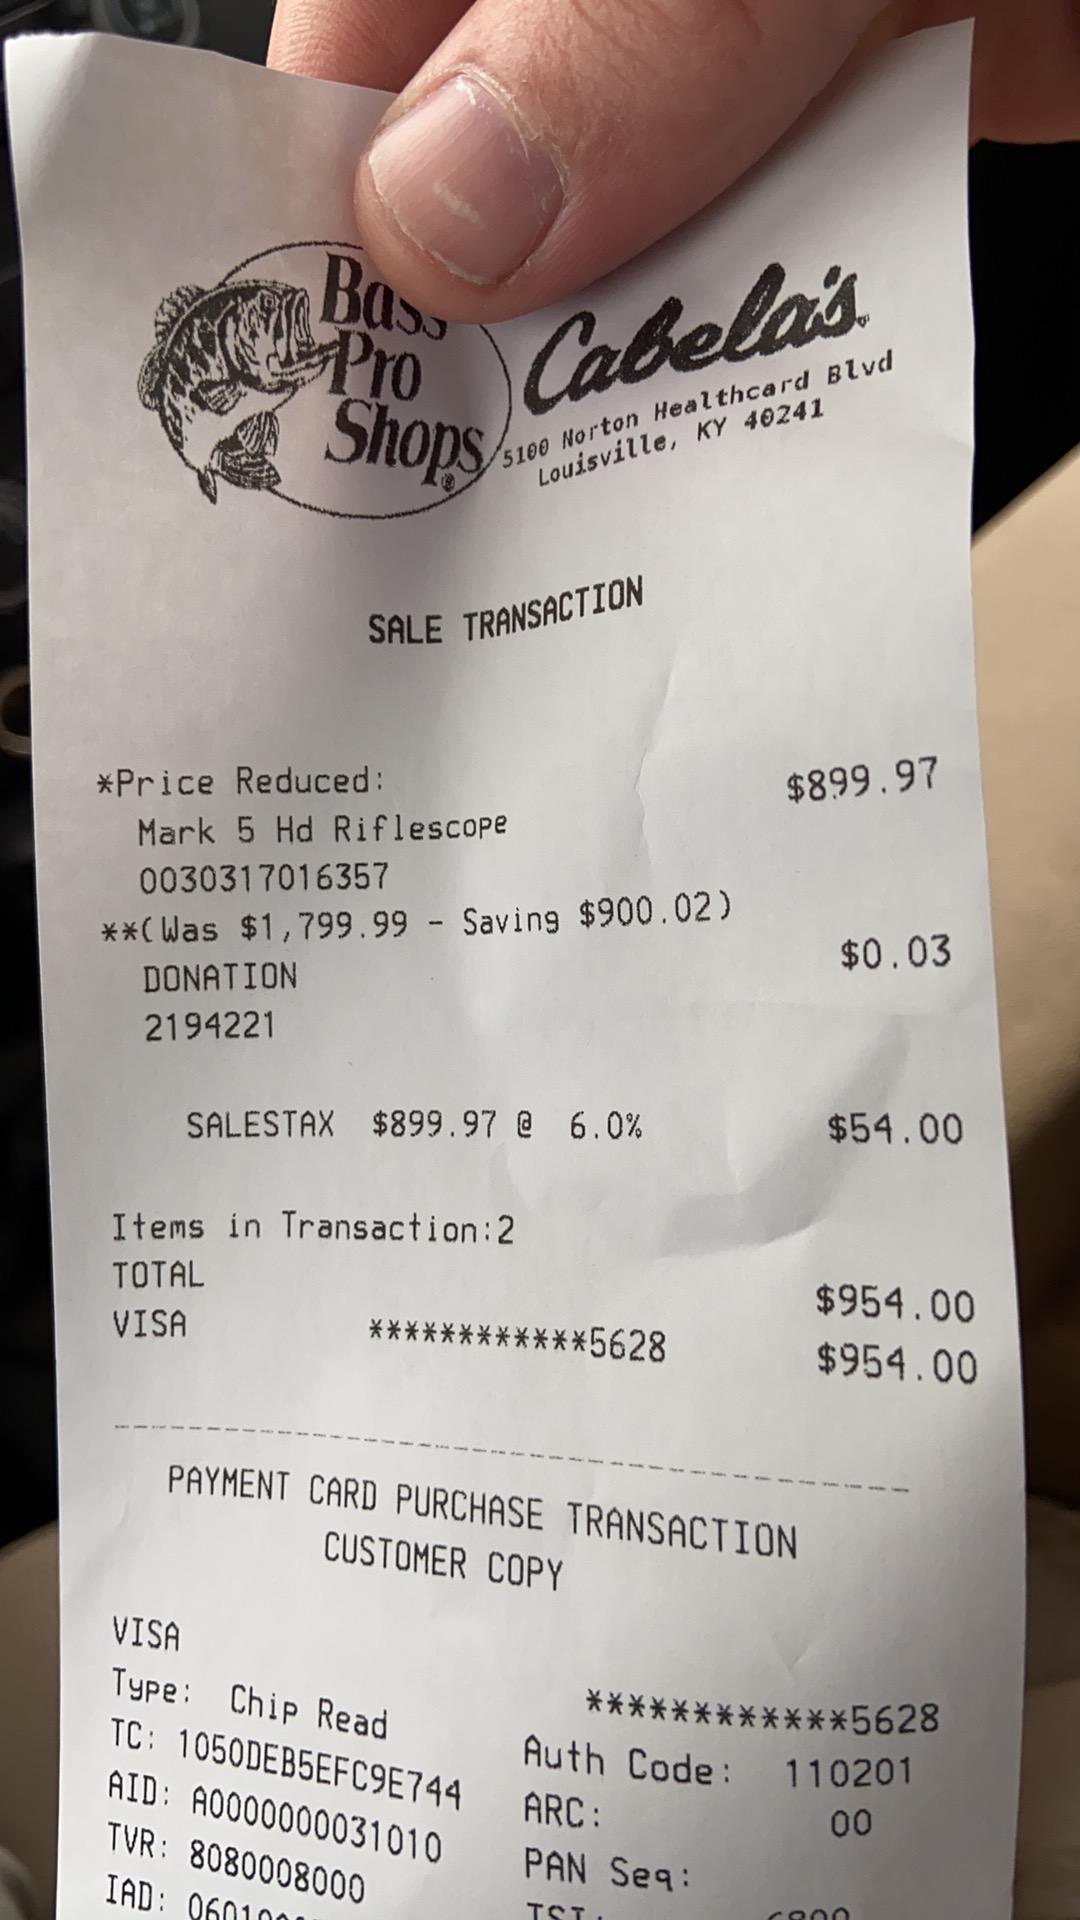 Bass
Pro
Shops®
Cabela's
5100 Norton Healthcard Blvd
Louisville, KY 40241
SALE TRANSACTION
*Price Reduced: $899.97
Mark 5 Hd Riflescope
0030317016357
**(Was $1,799.99 - Saving $900.02)
DONATION $0.03
2194221
SALESTAX $899.97 @ 6.0% $54.00
Items in Transaction:2
TOTAL $954.00
VISA ************5628 $954.00
PAYMENT CARD PURCHASE TRANSACTION
CUSTOMER COPY
VISA ************5628
Type: Chip Read Auth Code: 110201
TC: 1050DEB5EFC9E744 ARC: 00
AID: A0000000031010 PAN Seq:
TVR: 8080008000
IAD: